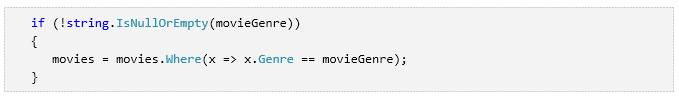 if (!string.IsNullOrEmpty(movieGenre))
{
movies = movies.Where(x => x.Genre == movieGenre);
}